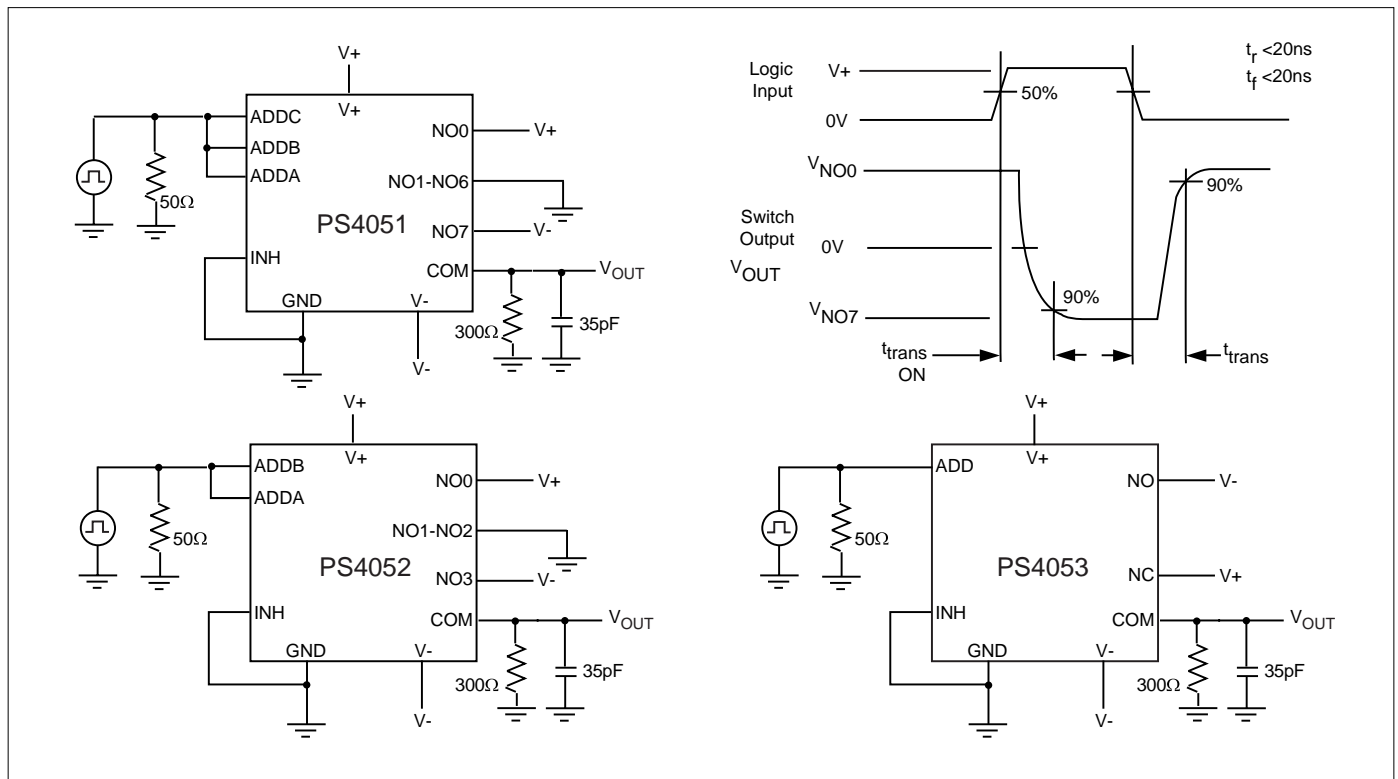 V+
V+
ADDC
ADDB
ADDA
50Ω
INH
PS4051
NO0
V+
NO1-NO6
NO7
V-
COM
VOUT
GND
V-
300Ω
35pF
V-
Logic
Input
V+
0V
50%
tr <20ns
tf <20ns
VNO0
Switch
Output
VOUT
0V
VNO7
90%
90%
ttrans
ON
ttrans
V+
V+
ADDB
ADDA
50Ω
INH
PS4052
NO0
V+
NO1-NO2
NO3
V-
COM
VOUT
GND
V-
300Ω
35pF
V-
V+
V+
ADD
50Ω
INH
PS4053
NO
V-
NC
V+
COM
VOUT
GND
V-
300Ω
35pF
V-